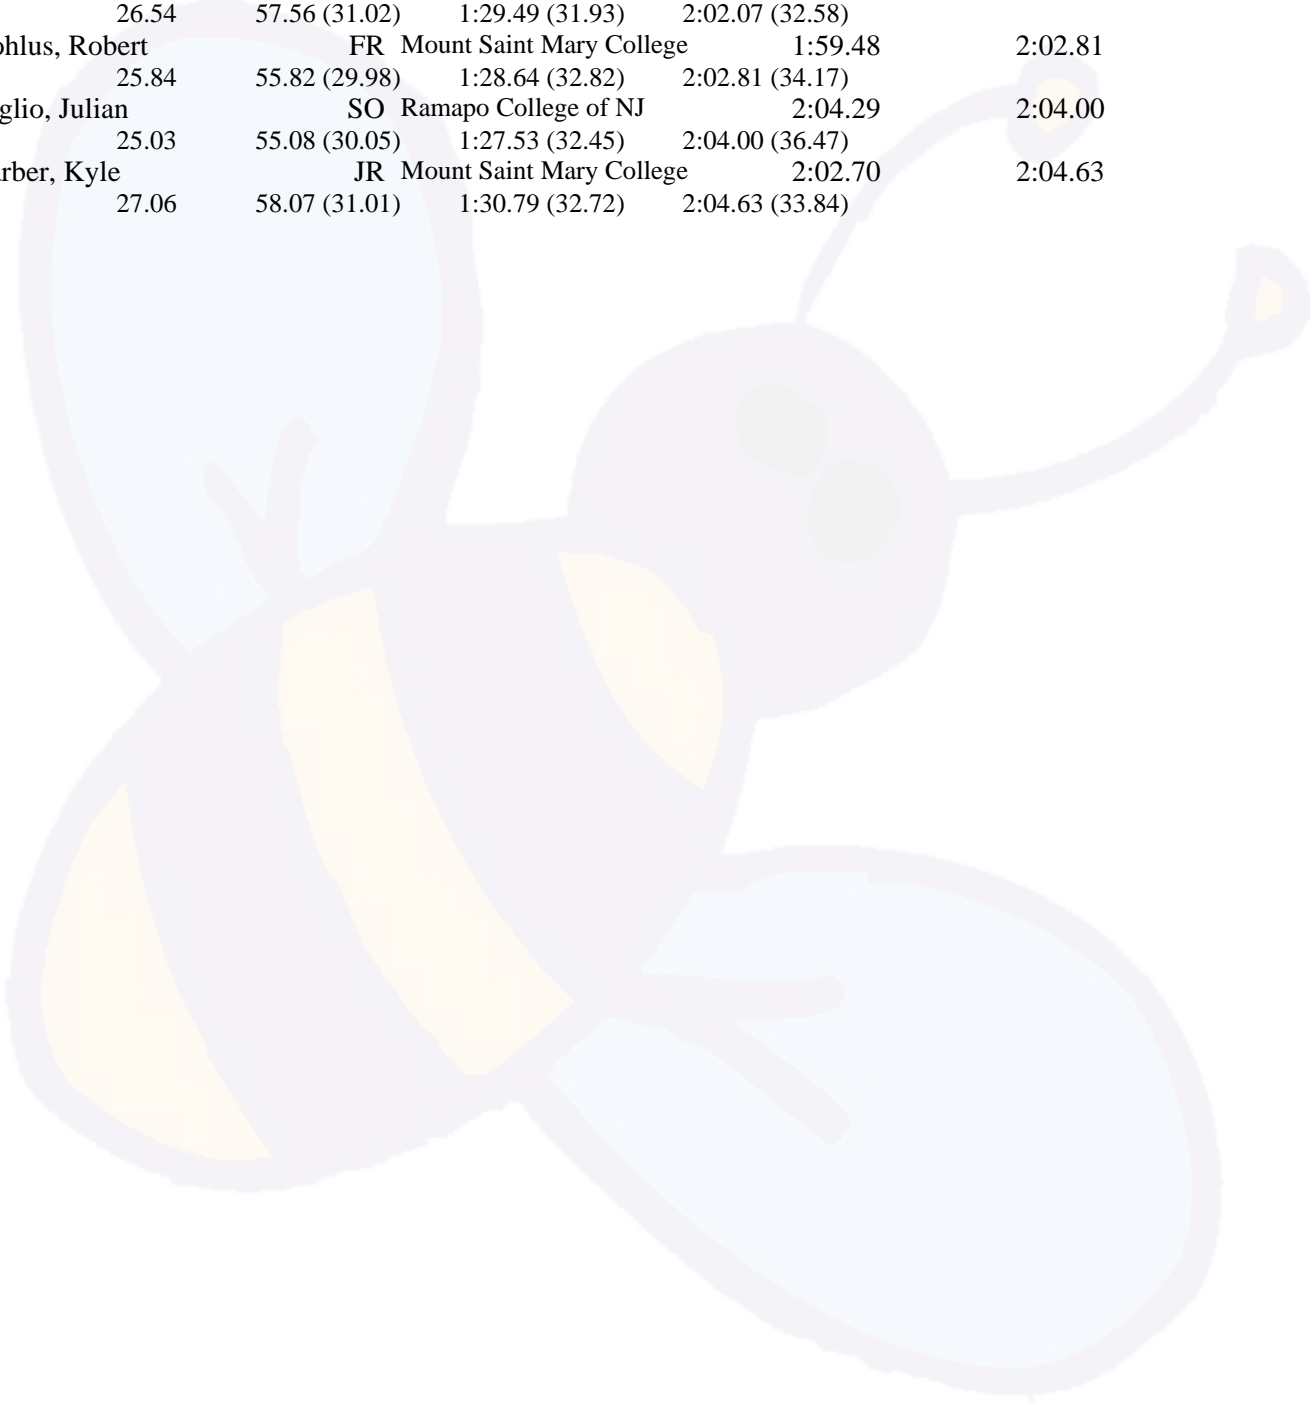 26.54 57.56 (31.02) 1:29.49 (31.93) 2:02.07 (32.58)
ohlus, Robert FR Mount Saint Mary College 1:59.48 2:02.81
25.84 55.82 (29.98) 1:28.64 (32.82) 2:02.81 (34.17)
glio, Julian SO Ramapo College of NJ 2:04.29 2:04.00
25.03 55.08 (30.05) 1:27.53 (32.45) 2:04.00 (36.47)
rber, Kyle JR Mount Saint Mary College 2:02.70 2:04.63
27.06 58.07 (31.01) 1:30.79 (32.72) 2:04.63 (33.84)